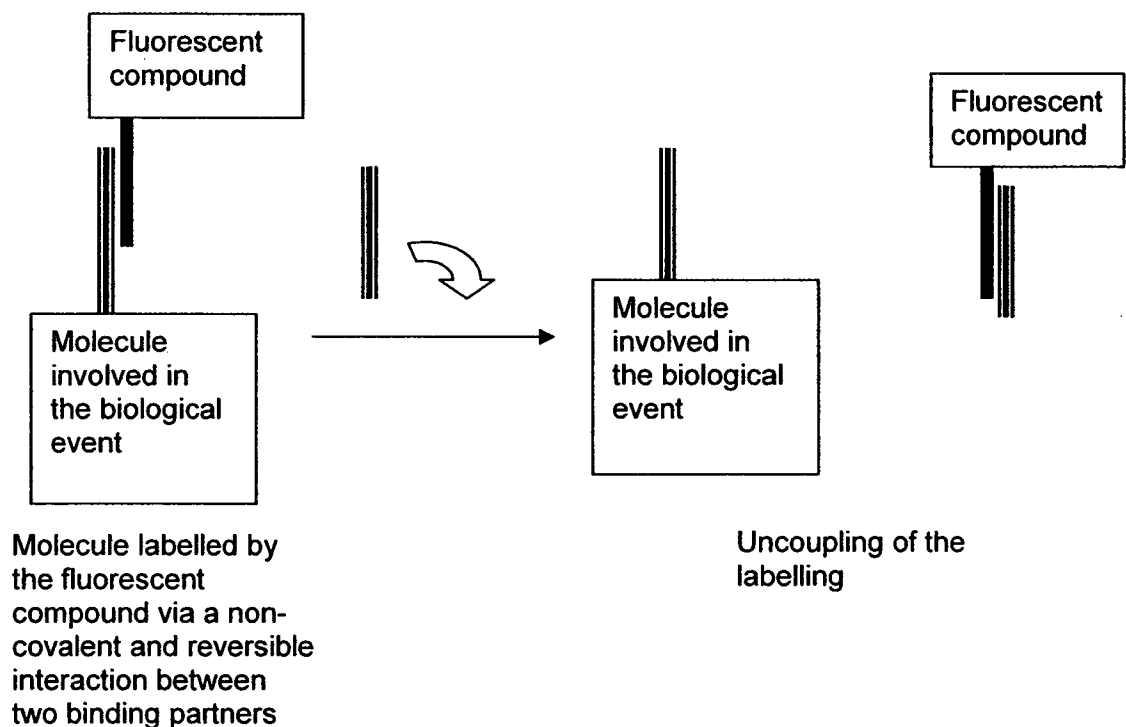 Fluorescent
compound
Fluorescent
compound
Molecule
involved in
the biological
event
Molecule
involved in
the biological
event
Molecule labelled by
the fluorescent
compound via a non-
covalent and reversible
interaction between
two binding partners
Uncoupling of the
labelling